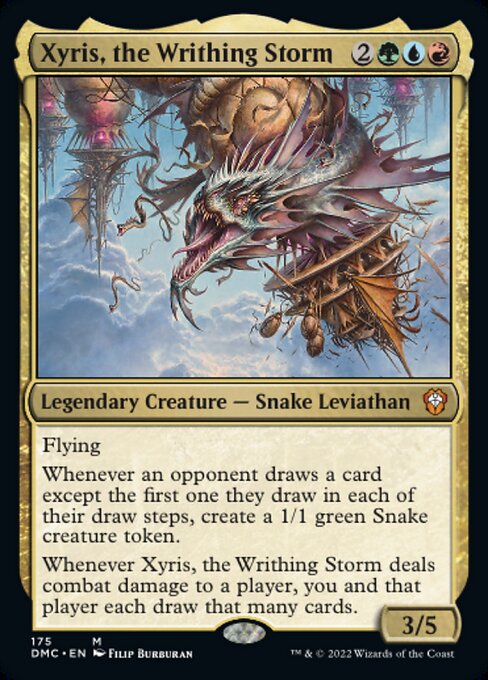 Xyris, the Writhing Storm 2
Legendary Creature — Snake Leviathan
Flying
Whenever an opponent draws a card
except the first one they draw in each of
their draw steps, create a 1/1 green Snake
creature token.
Whenever Xyris, the Writhing Storm deals
combat damage to a player, you and that
player each draw that many cards.
3/5
175 M
DMC • EN Filip Burburan
™ & © 2022 Wizards of the Coast